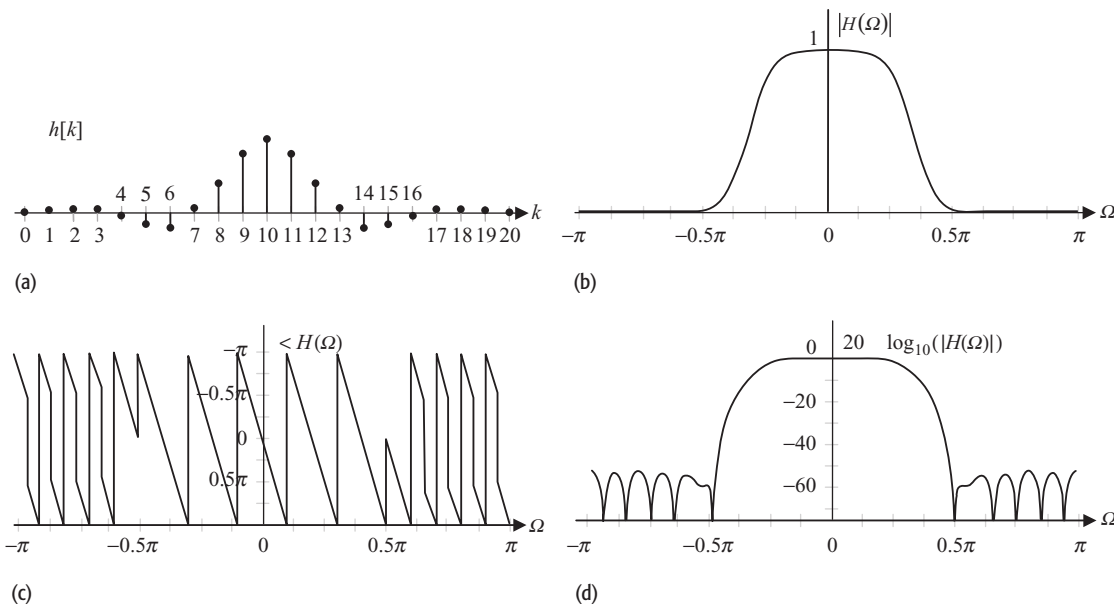 h[k]
4 5 6 14 15 16
k
0 1 2 3 7 8 9 10 11 12 13 17 18 19 20
(a)
|H(Ω)|
1
Ω
−π −0.5π 0 0.5π π
(b)
< H(Ω)
−π
−0.5π
0
0.5π
Ω
−π −0.5π 0 0.5π π
(c)
0 20 log₁₀(|H(Ω)|)
−20
−40
−60
Ω
−π −0.5π 0 0.5π π
(d)